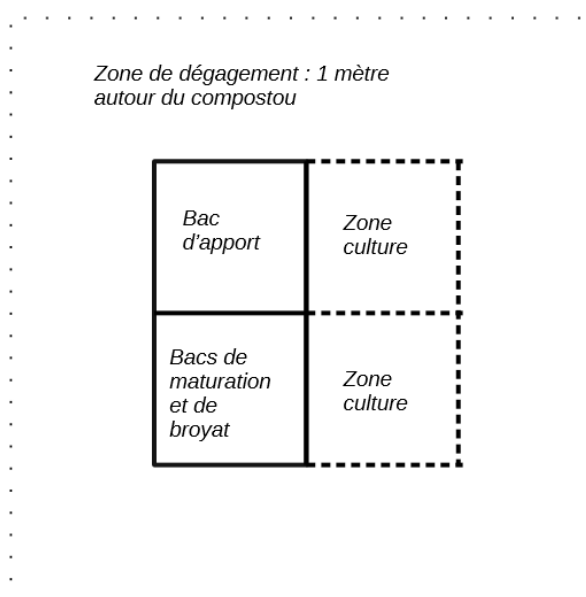 Zone de dégagement : 1 mètre
autour du compostou
Bac
d'apport
Zone
culture
Bacs de
maturation
et de
broyat
Zone
culture